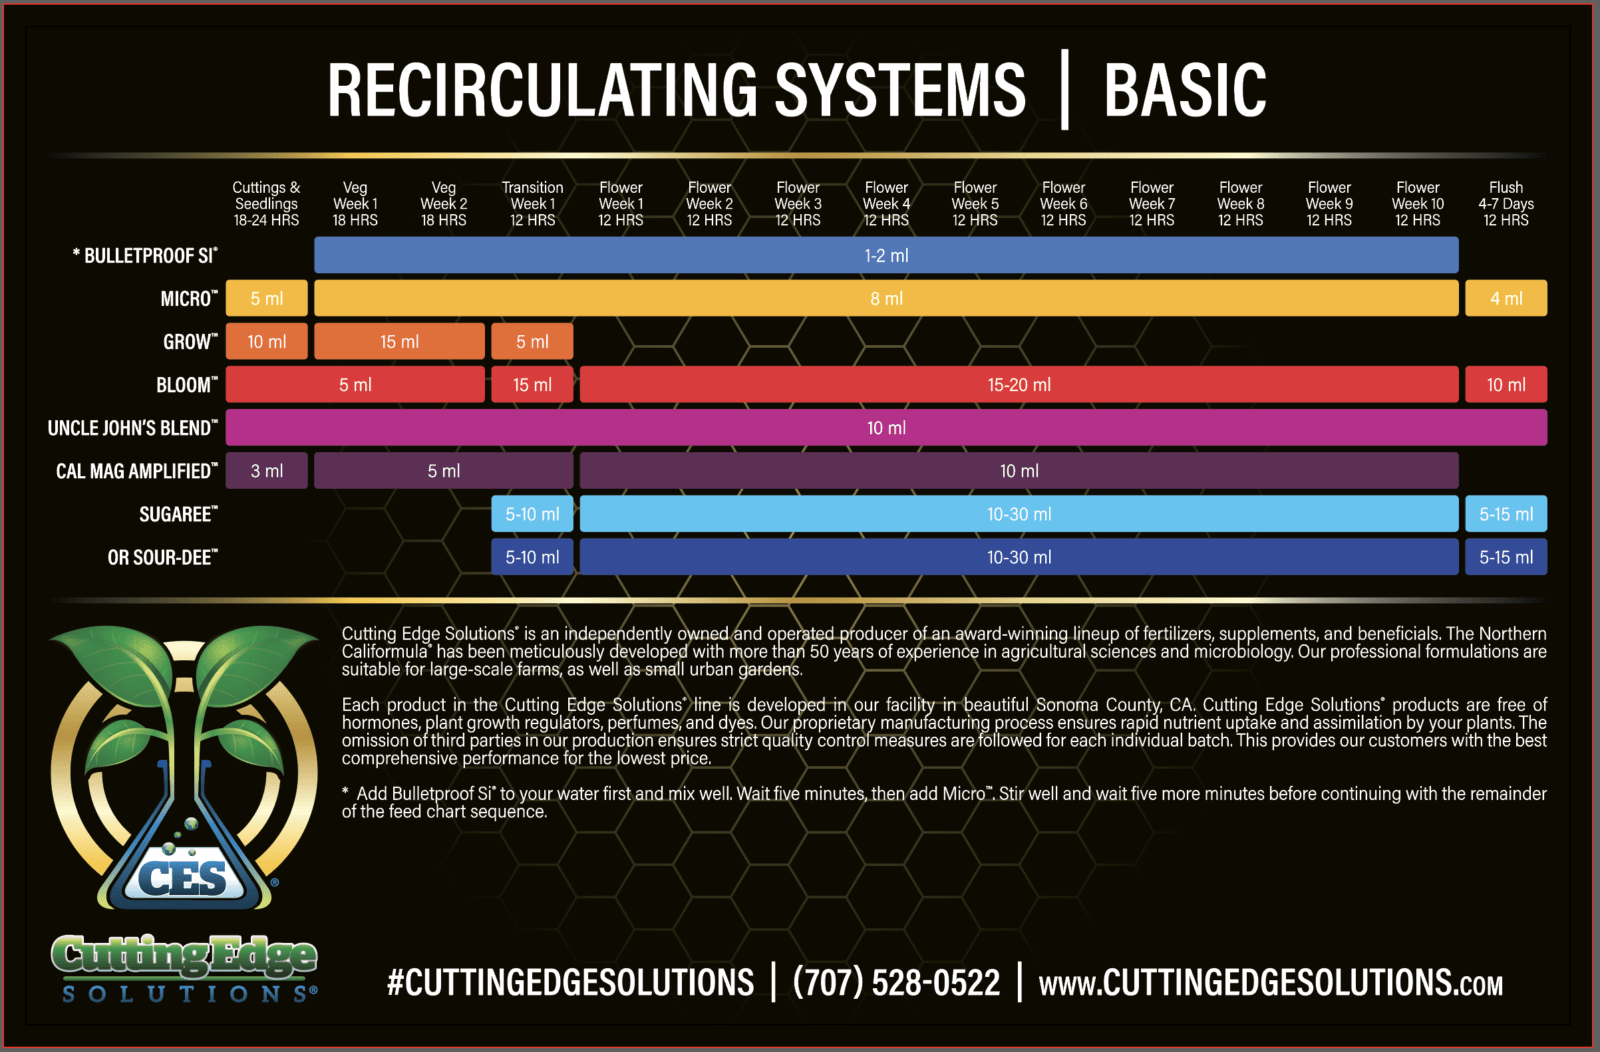 RECIRCULATING SYSTEMS | BASIC
Cuttings & Seedlings 18-24 HRS
Veg Week 1 18 HRS
Veg Week 2 18 HRS
Transition Week 1 12 HRS
Flower Week 1 12 HRS
Flower Week 2 12 HRS
Flower Week 3 12 HRS
Flower Week 4 12 HRS
Flower Week 5 12 HRS
Flower Week 6 12 HRS
Flower Week 7 12 HRS
Flower Week 8 12 HRS
Flower Week 9 12 HRS
Flower Week 10 12 HRS
Flush 4-7 Days 12 HRS
* BULLETPROOF SI® 1-2 ml
MICRO™ 5 ml 8 ml 4 ml
GROW™ 10 ml 15 ml 5 ml
BLOOM™ 5 ml 15 ml 15-20 ml 10 ml
UNCLE JOHN'S BLEND™ 10 ml
CAL MAG AMPLIFIED™ 3 ml 5 ml 10 ml
SUGAREE™ 5-10 ml 10-30 ml 5-15 ml
OR SOUR-DEE™ 5-10 ml 10-30 ml 5-15 ml
Cutting Edge Solutions® is an independently owned and operated producer of an award-winning lineup of fertilizers, supplements, and beneficials. The Northern
Califormula® has been meticulously developed with more than 50 years of experience in agricultural sciences and microbiology. Our professional formulations are
suitable for large-scale farms, as well as small urban gardens.
Each product in the Cutting Edge Solutions® line is developed in our facility in beautiful Sonoma County, CA. Cutting Edge Solutions® products are free of
hormones, plant growth regulators, perfumes, and dyes. Our proprietary manufacturing process ensures rapid nutrient uptake and assimilation by your plants. The
omission of third parties in our production ensures strict quality control measures are followed for each individual batch. This provides our customers with the best
comprehensive performance for the lowest price.
* Add Bulletproof Si® to your water first and mix well. Wait five minutes, then add Micro™. Stir well and wait five more minutes before continuing with the remainder
of the feed chart sequence.
CES®
Cutting Edge
SOLUTIONS®
#CUTTINGEDGESOLUTIONS | (707) 528-0522 | www.CUTTINGEDGESOLUTIONS.COM